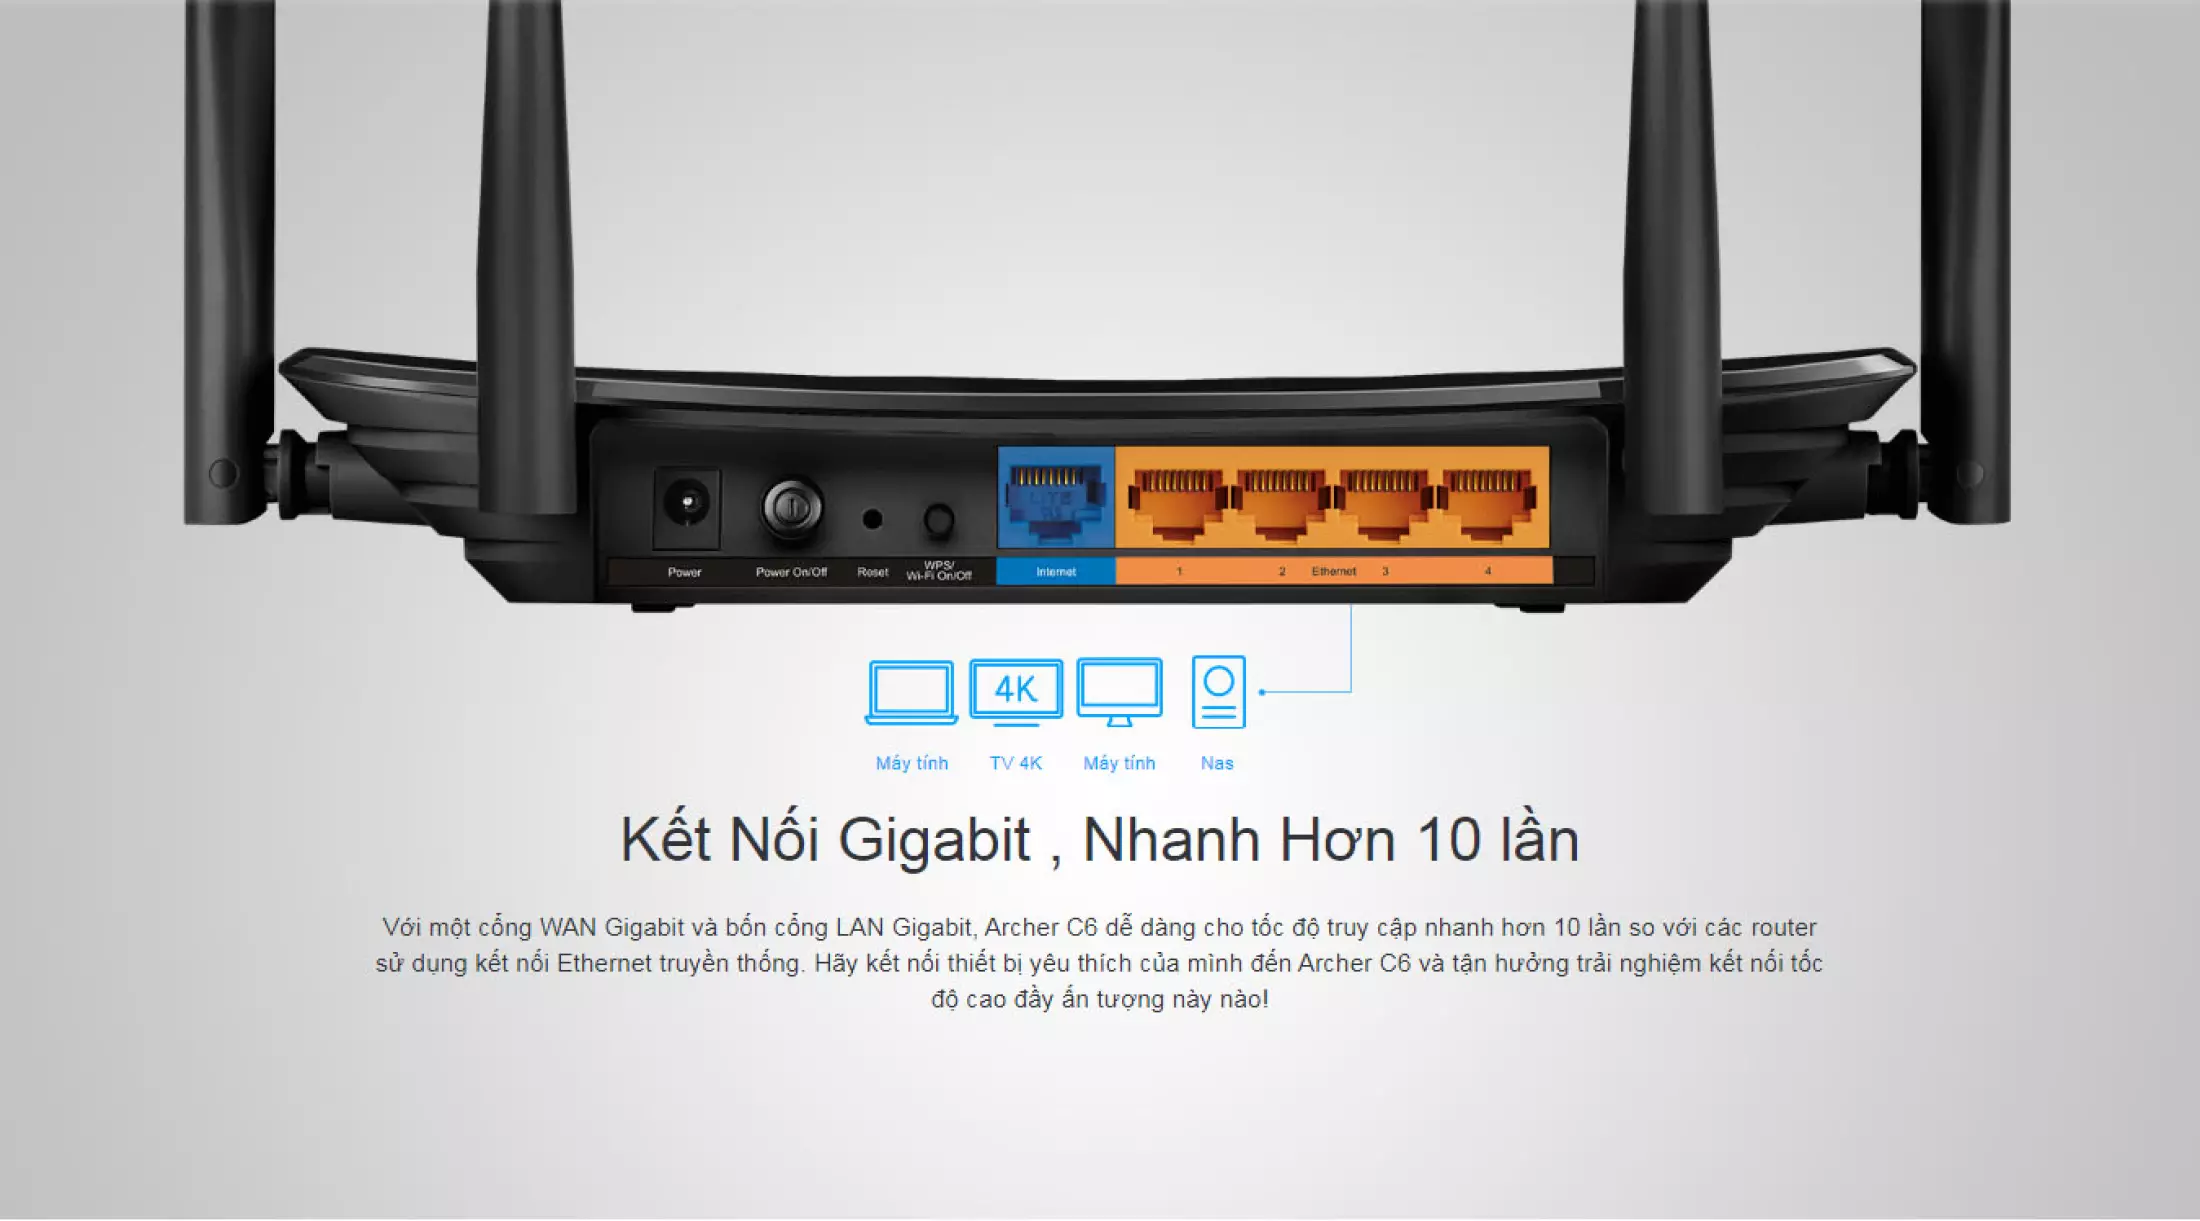 Power Power On/Off Reset WPS/ Internet 1 2 Ethernet 3 4
Wi-Fi On/Off
4K
Máy tính TV 4K Máy tính Nas
Kết Nối Gigabit , Nhanh Hơn 10 lần
Với một cổng WAN Gigabit và bốn cổng LAN Gigabit, Archer C6 dễ dàng cho tốc độ truy cập nhanh hơn 10 lần so với các router
sử dụng kết nối Ethernet truyền thống. Hãy kết nối thiết bị yêu thích của mình đến Archer C6 và tận hưởng trải nghiệm kết nối tốc
độ cao đầy ấn tượng này nào!